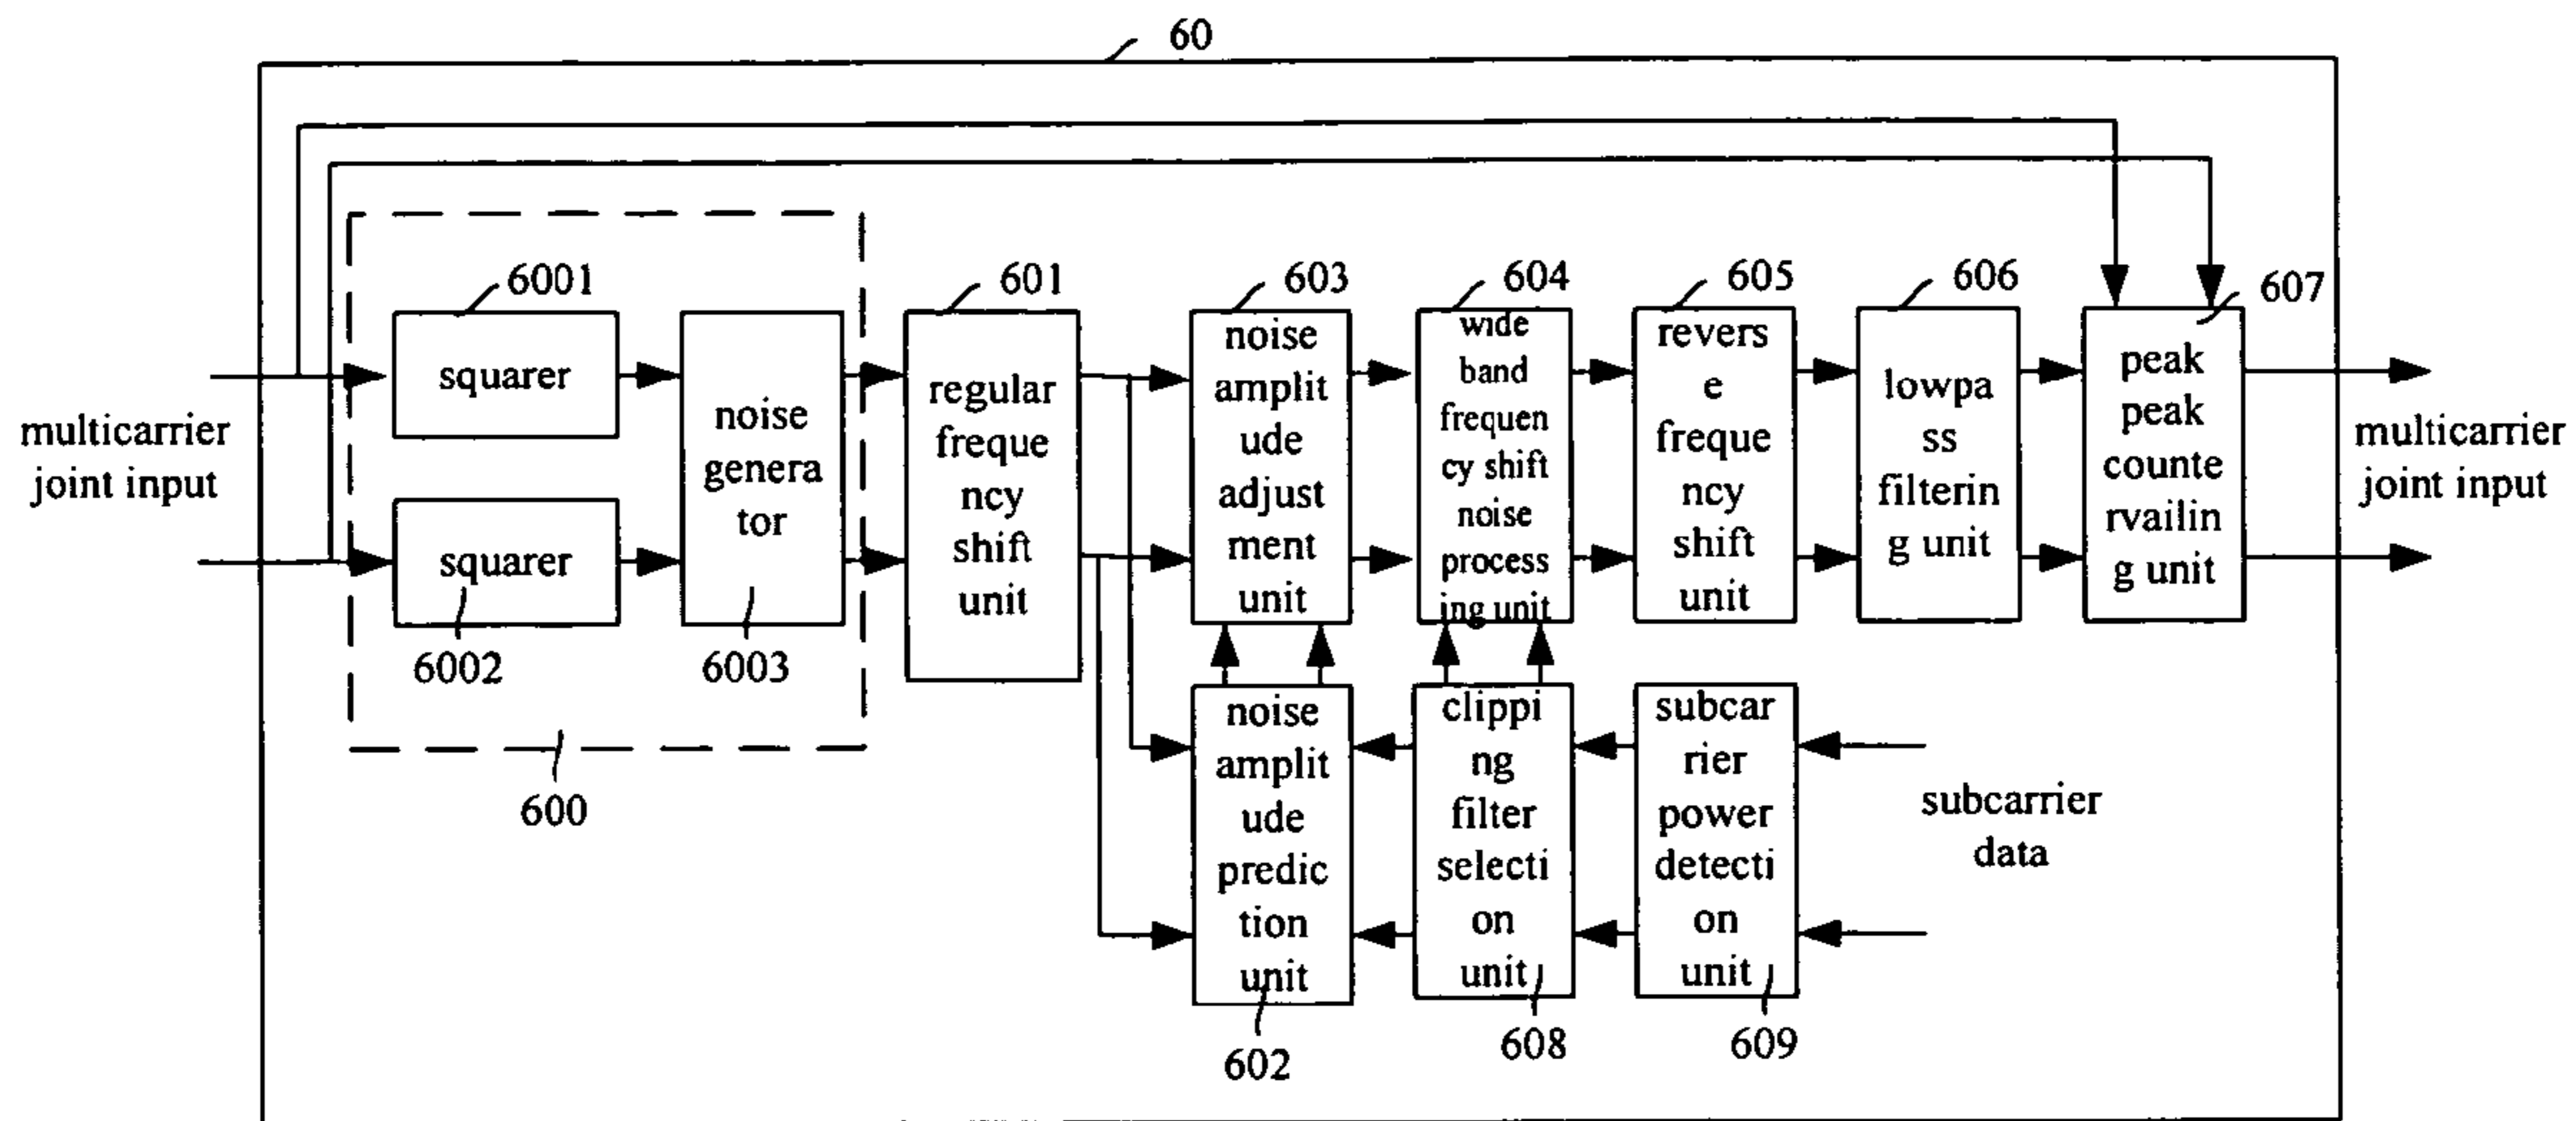 60
multicarrier
joint input
6001
squarer
squarer
6002
noise
genera
tor
6003
600
601
regular
freque
ncy
shift
unit
603
noise
amplit
ude
adjust
ment
unit
604
wide
band
frequen
cy shift
noise
process
ing unit
605
revers
e
freque
ncy
shift
unit
606
lowpa
ss
filterin
g unit
607
peak
peak
counte
rvailin
g unit
multicarrier
joint input
noise
amplit
ude
predic
tion
unit
602
clippi
ng
filter
selecti
on
unit
608
subcar
rier
power
detecti
on
unit
609
subcarrier
data